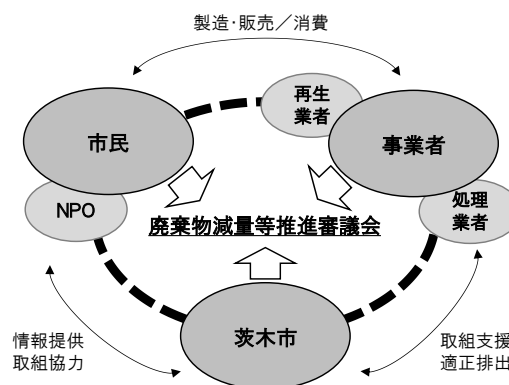 製造・販売／消費
再生
業者
市民
事業者
NPO
処理
業者
廃棄物減量等推進審議会
茨木市
情報提供
取組協力
取組支援
適正排出